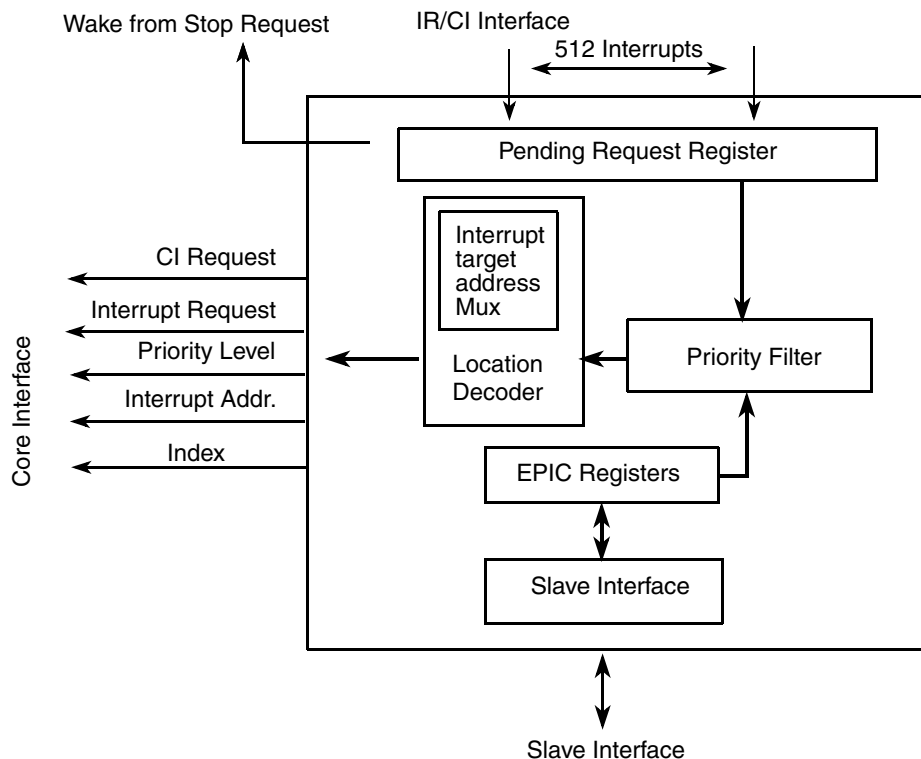 Wake from Stop Request
IR/CI Interface
512 Interrupts
Pending Request Register
Interrupt
target
address
Mux
Location
Decoder
Priority Filter
CI Request
Interrupt Request
Priority Level
Interrupt Addr.
Index
Core Interface
EPIC Registers
Slave Interface
Slave Interface